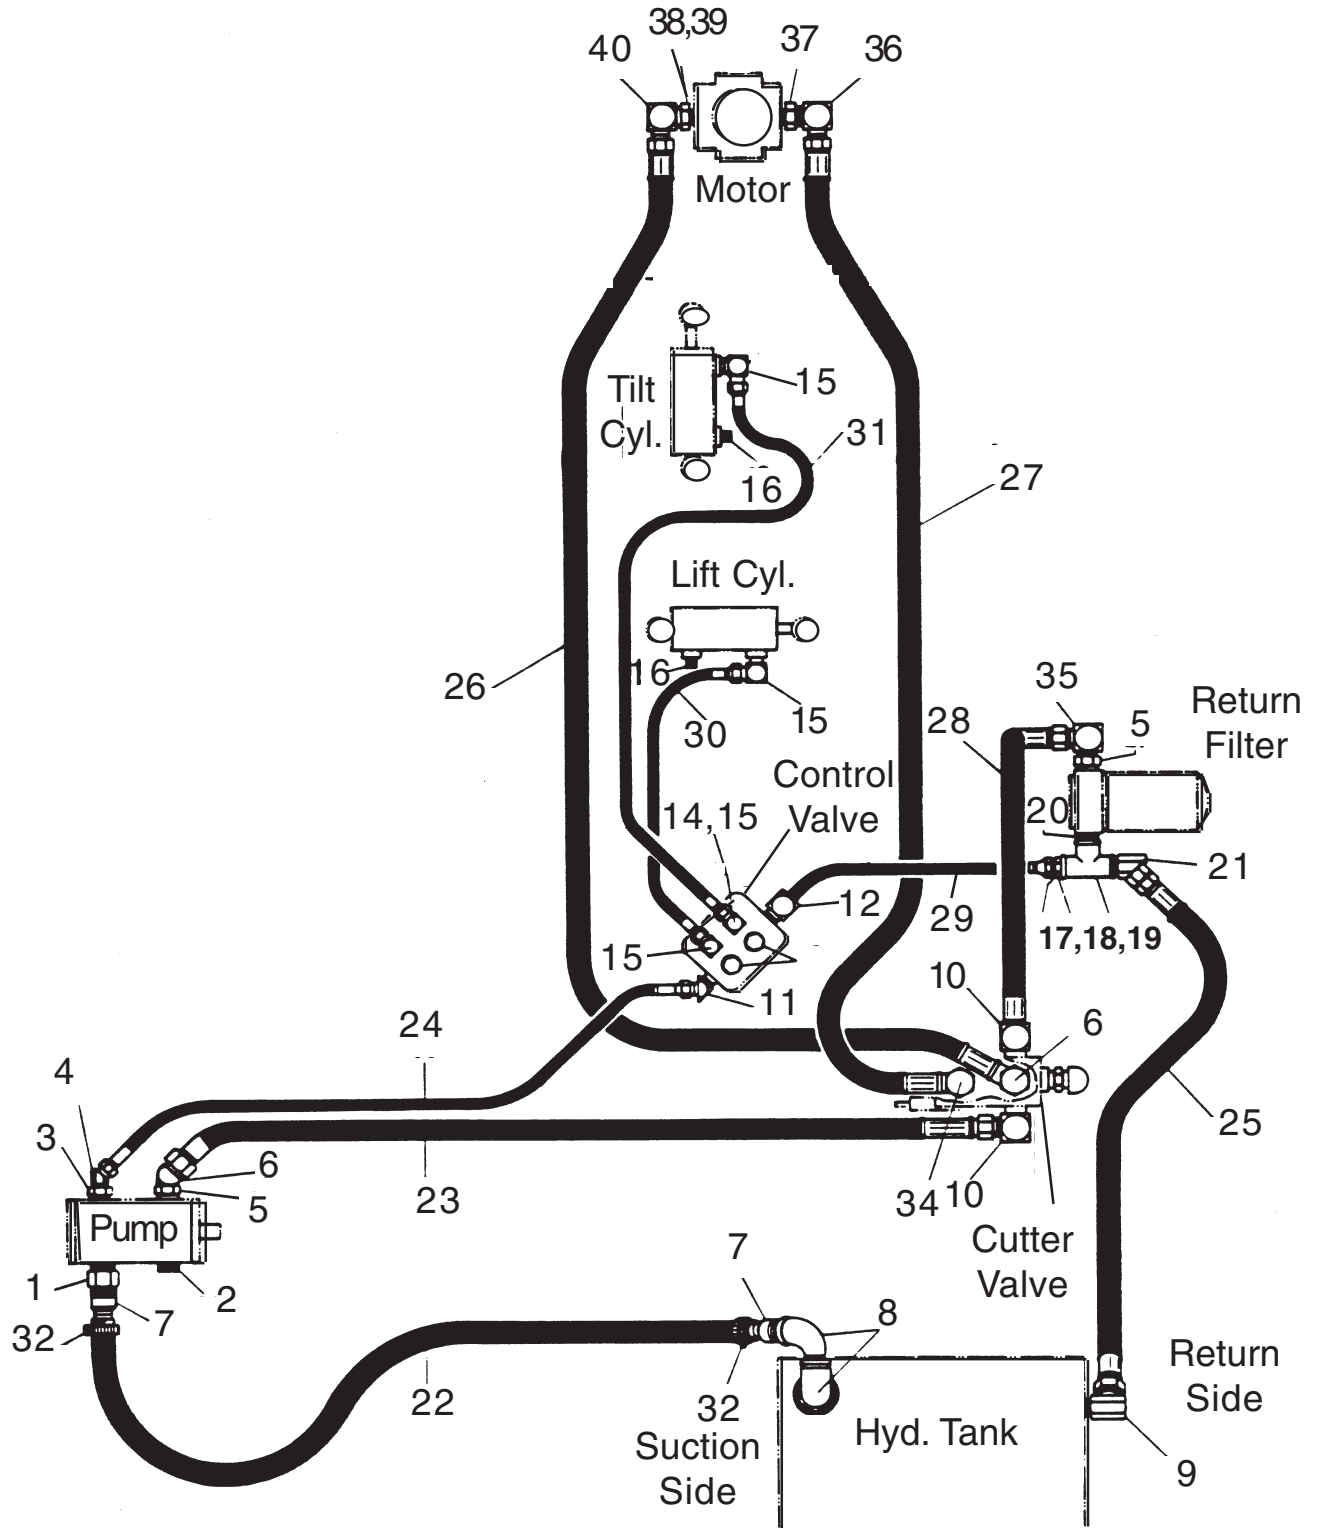 38,39
40
37
36
Motor
Tilt
Cyl.
15
31
16
27
Lift Cyl.
26
16
30
15
35
5
Return
Filter
28
Control
Valve
14,15
20
21
12
29
17,18,19
15
11
10
6
24
4
3
6
5
23
25
34
10
Pump
Cutter
Valve
1
2
7
32
7
8
22
32
Suction
Side
Hyd. Tank
Return
Side
9